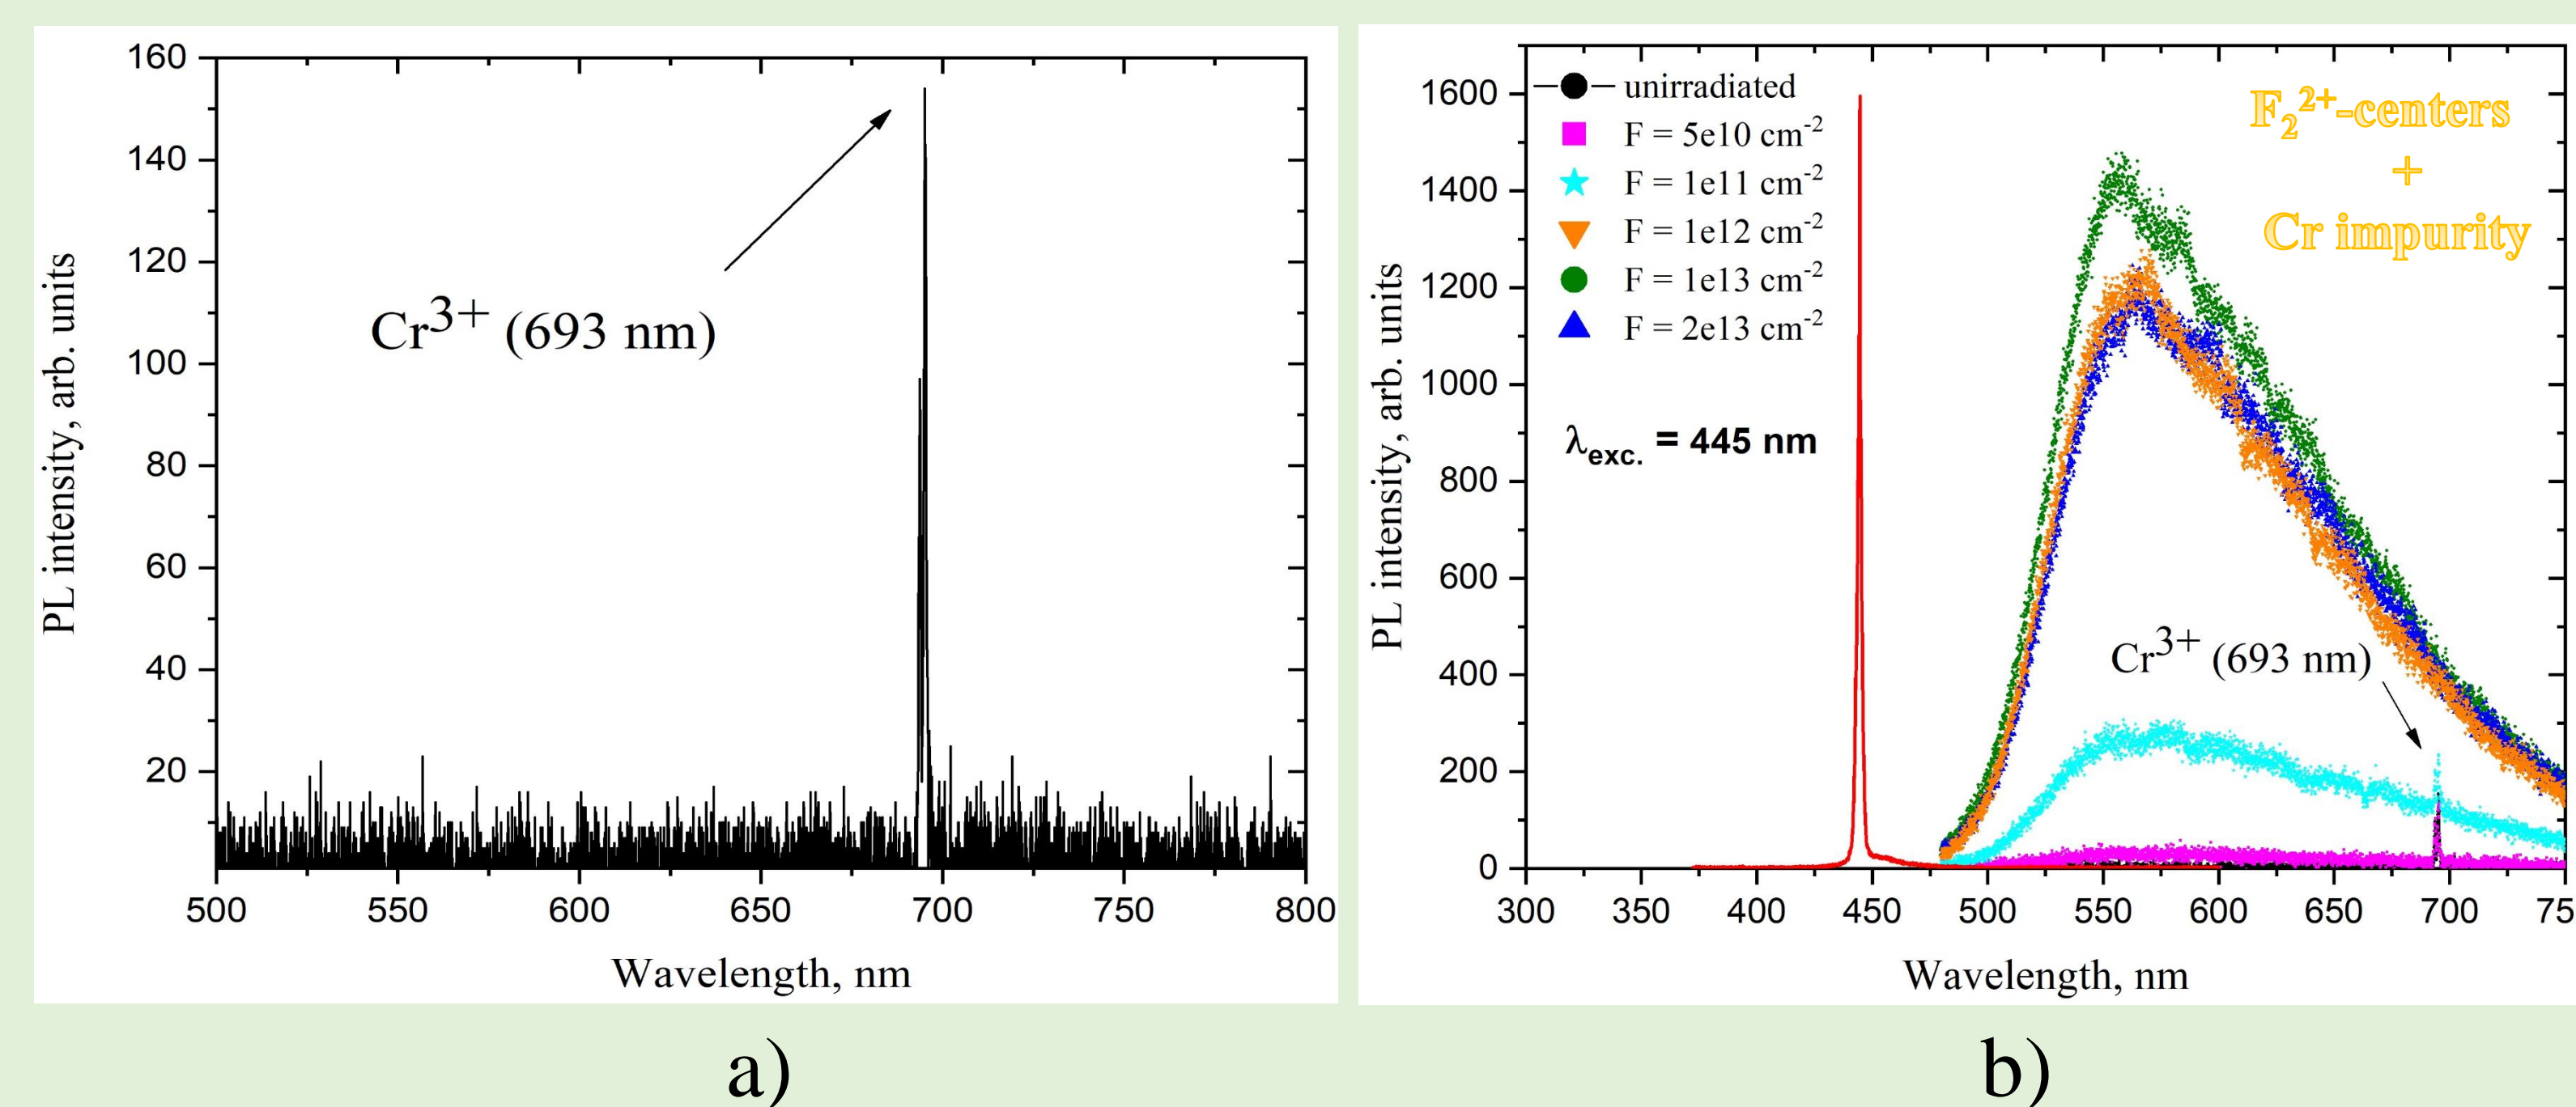 160
140
120
100
80
60
40
20
500 550 600 650 700 750 800
PL intensity, arb. units
Wavelength, nm
Cr3+ (693 nm)
a)
1600
1400
1200
1000
800
600
400
200
0
300 350 400 450 500 550 600 650 700 75
PL intensity, arb. units
Wavelength, nm
unirradiated
F = 5e10 cm-2
F = 1e11 cm-2
F = 1e12 cm-2
F = 1e13 cm-2
F = 2e13 cm-2
λexc. = 445 nm
F22+-centers
+
Cr impurity
Cr3+ (693 nm)
b)